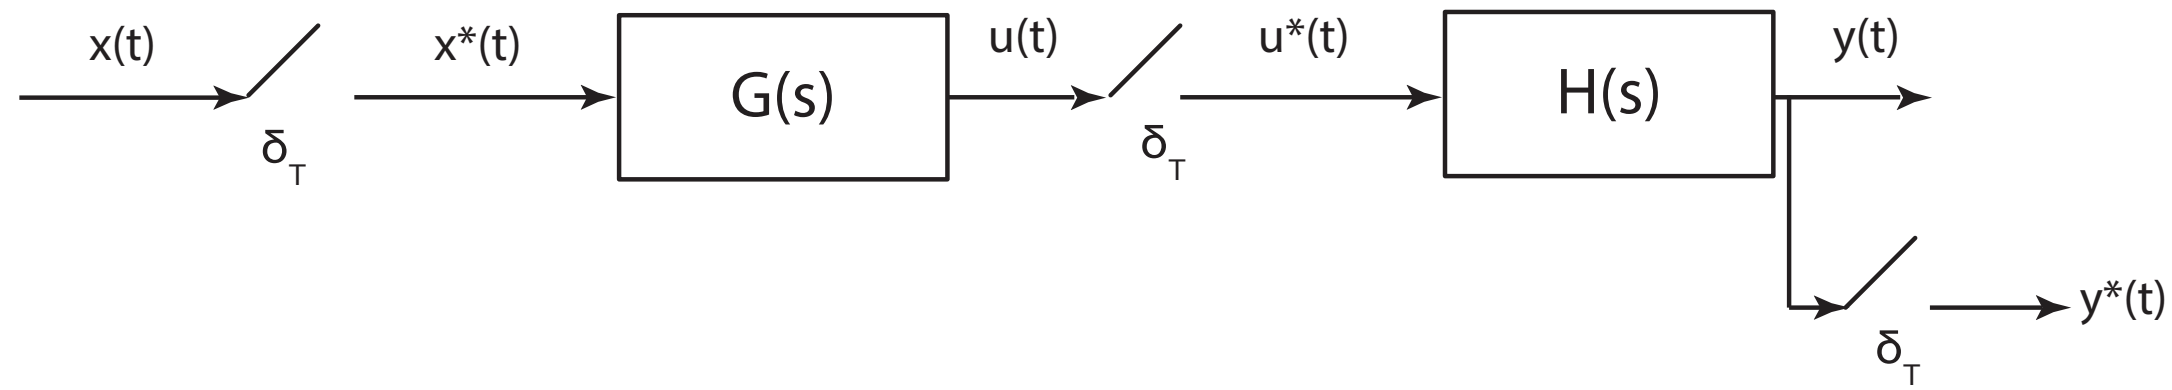 x(t)
x*(t)
G(s)
u(t)
u*(t)
H(s)
y(t)
δT
δT
y*(t)
δT